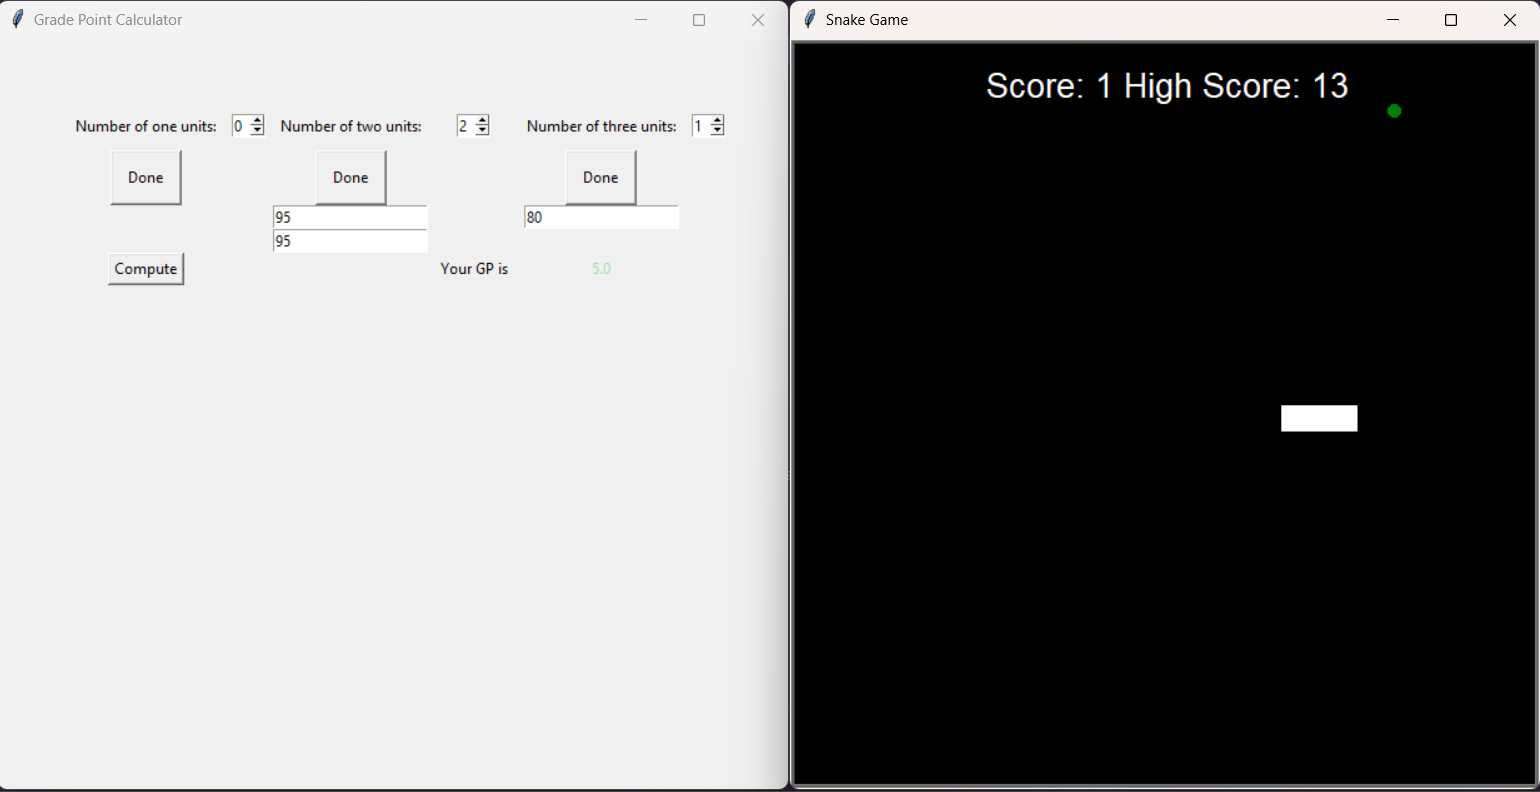 Grade Point Calculator
Number of one units: 0 Number of two units: 2 Number of three units: 1
Done Done Done
95 80
95
Compute Your GP is 5.0
Snake Game
Score: 1 High Score: 13